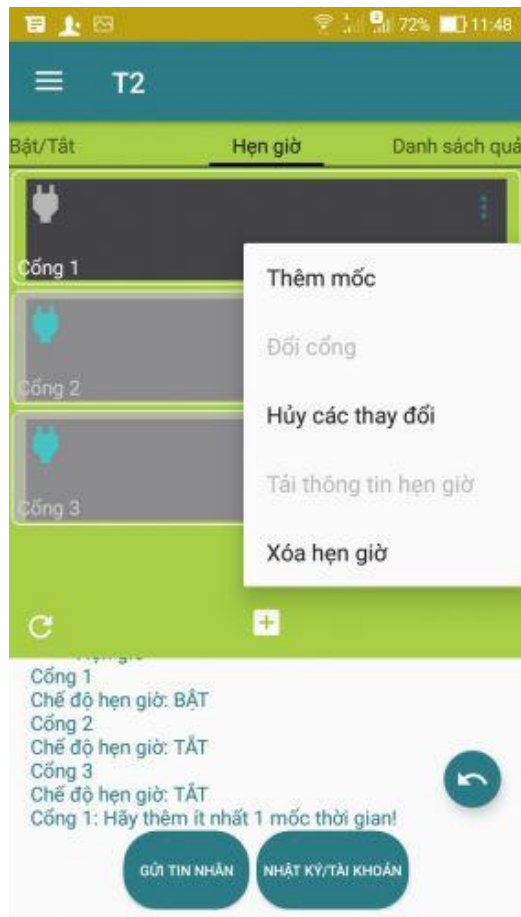 72% 11:48
T2
Bật/Tắt Hẹn giờ Danh sách quả
Cổng 1
Thêm mốc
Đổi cổng
Cổng 2
Hủy các thay đổi
Tải thông tin hẹn giờ
Cổng 3
Xóa hẹn giờ
Cổng 1
Chế độ hẹn giờ: BẬT
Cổng 2
Chế độ hẹn giờ: TẮT
Cổng 3
Chế độ hẹn giờ: TẮT
Cổng 1: Hãy thêm ít nhất 1 mốc thời gian!
GỬI TIN NHẮN NHẬT KÝ/TÀI KHOẢN